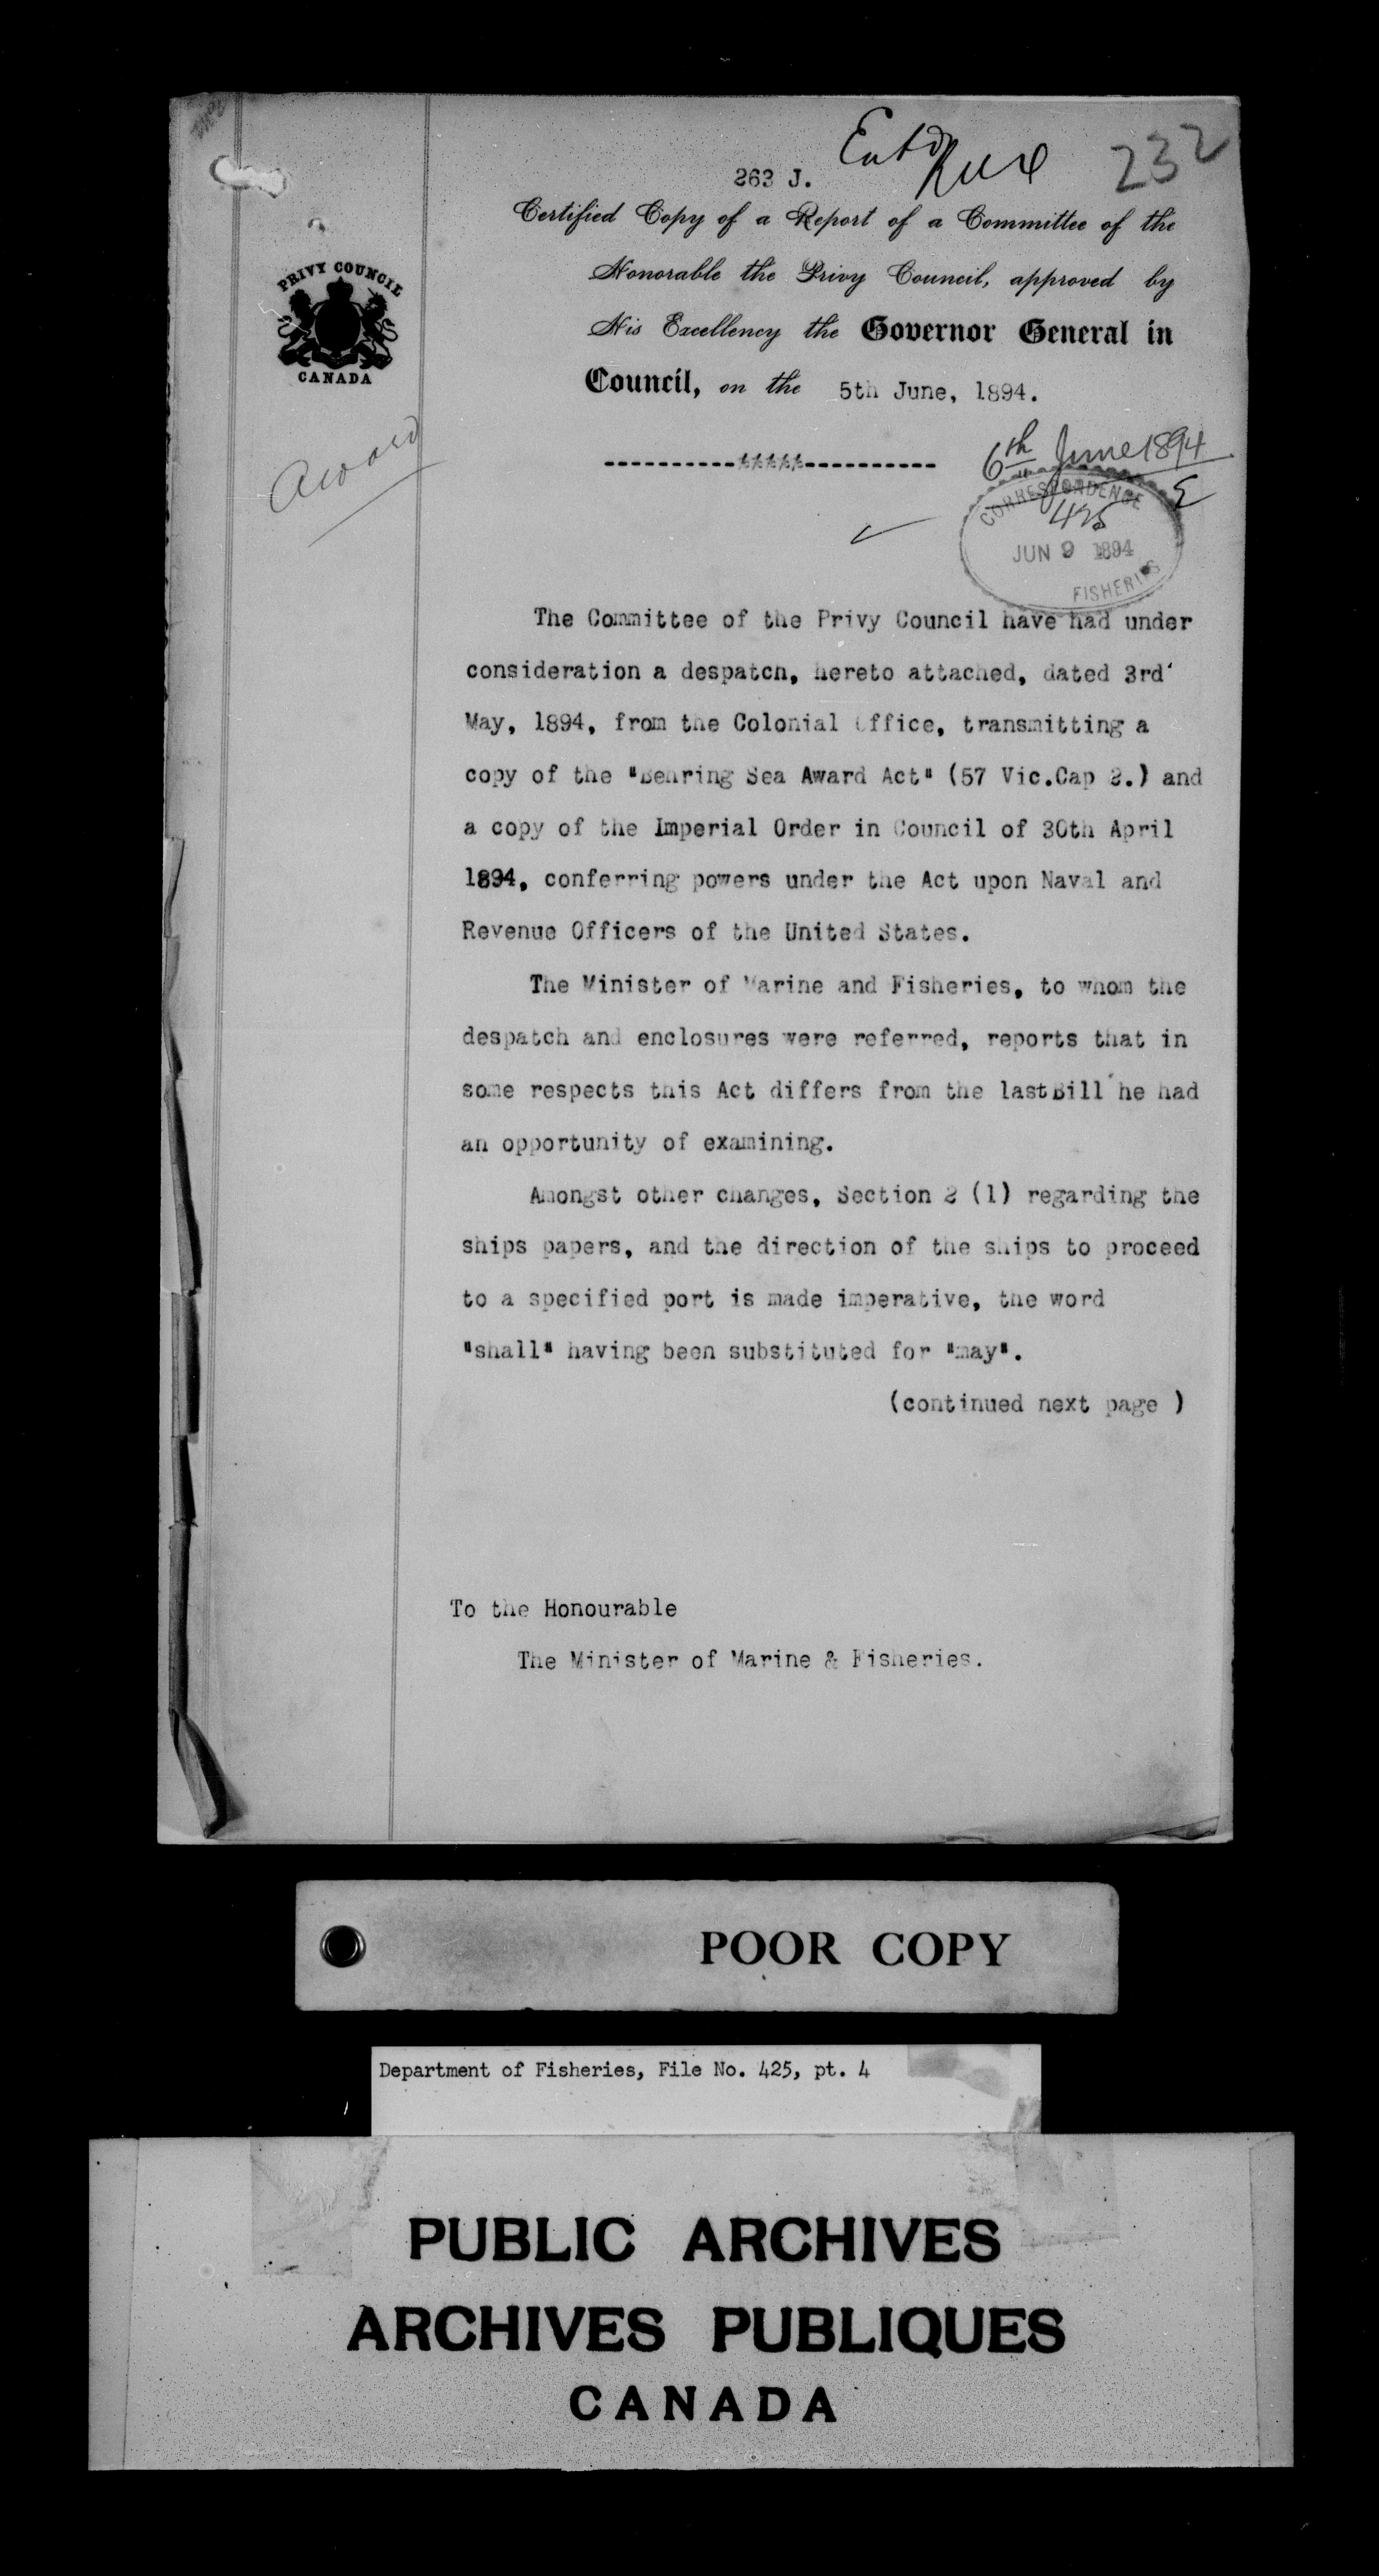 Entd
232
263 J.
Certified Copy of a Report of a Committee of the
Honorable the Privy Council, approved by
His Excellency the Governor General in
Council, on the 5th June, 1894.
PRIVY COUNCIL
CANADA
Award
6th June 1894
CORRESPONDENCE
425
JUN 9 1894
FISHERIES
The Committee of the Privy Council have had under
consideration a despatch, hereto attached, dated 3rd
May, 1894, from the Colonial Office, transmitting a
copy of the "Behring Sea Award Act" (57 Vic.Cap 2.) and
a copy of the Imperial Order in Council of 30th April
1894, conferring powers under the Act upon Naval and
Revenue Officers of the United States.
The Minister of Marine and Fisheries, to whom the
despatch and enclosures were referred, reports that in
some respects this Act differs from the last Bill he had
an opportunity of examining.
Amongst other changes, Section 2 (1) regarding the
ships papers, and the direction of the ships to proceed
to a specified port is made imperative, the word
"shall" having been substituted for "may".
(continued next page )
To the Honourable
The Minister of Marine & Fisheries.
POOR COPY
Department of Fisheries, File No. 425, pt. 4
PUBLIC ARCHIVES
ARCHIVES PUBLIQUES
CANADA